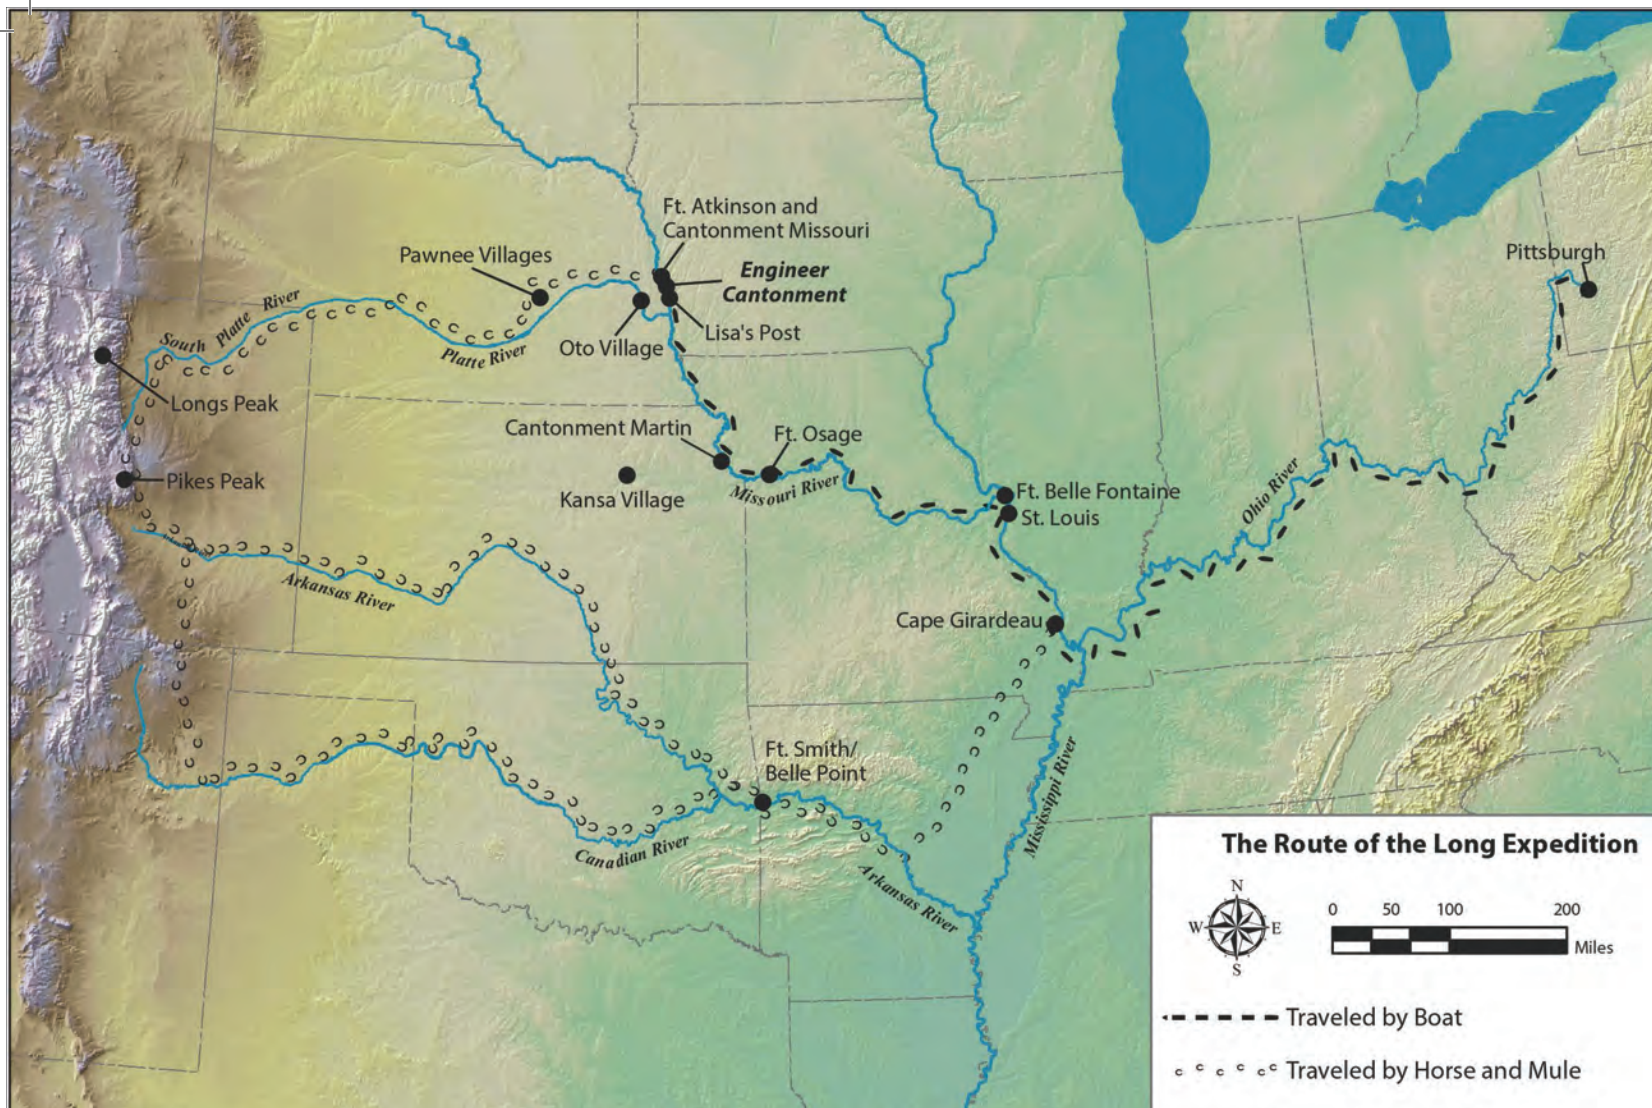 Ft. Atkinson and
Cantonment Missouri
Pawnee Villages
Engineer
Cantonment
Pittsburgh
South Platte River
Lisa's Post
Oto Village
Platte River
Longs Peak
Cantonment Martin
Ft. Osage
Pikes Peak
Kansa Village
Missouri River
Ft. Belle Fontaine
St. Louis
Ohio River
Arkansas River
Cape Girardeau
Ft. Smith/
Belle Point
Mississippi River
Canadian River
Arkansas River
The Route of the Long Expedition
N
W
E
S
0 50 100 200
Miles
Traveled by Boat
Traveled by Horse and Mule